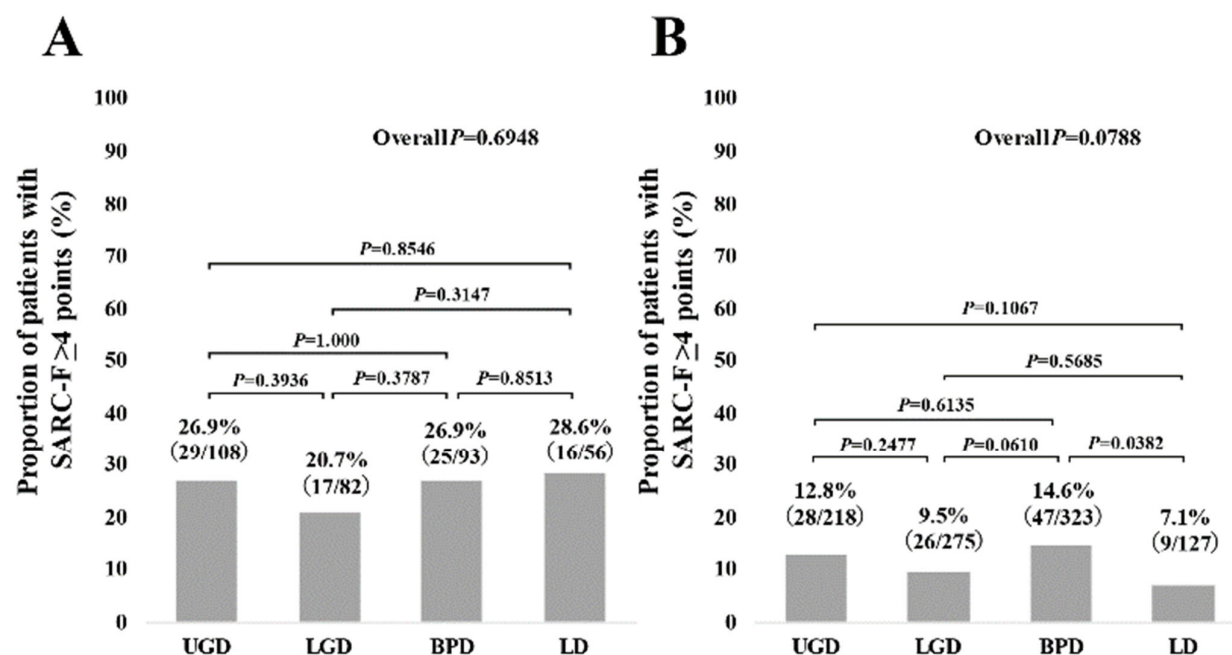 A
Proportion of patients with
SARC-F ≥4 points (%)
100
90
80
70
60
50
40
30
20
10
0
OverallP=0.6948
P=0.8546
P=0.3147
P=1.000
P=0.3936
P=0.3787
P=0.8513
26.9%
(29/108)
20.7%
(17/82)
26.9%
(25/93)
28.6%
(16/56)
UGD
LGD
BPD
LD
B
Proportion of patients with
SARC-F ≥4 points (%)
100
90
80
70
60
50
40
30
20
10
0
OverallP=0.0788
P=0.1067
P=0.5685
P=0.6135
P=0.2477
P=0.0610
P=0.0382
12.8%
(28/218)
9.5%
(26/275)
14.6%
(47/323)
7.1%
(9/127)
UGD
LGD
BPD
LD